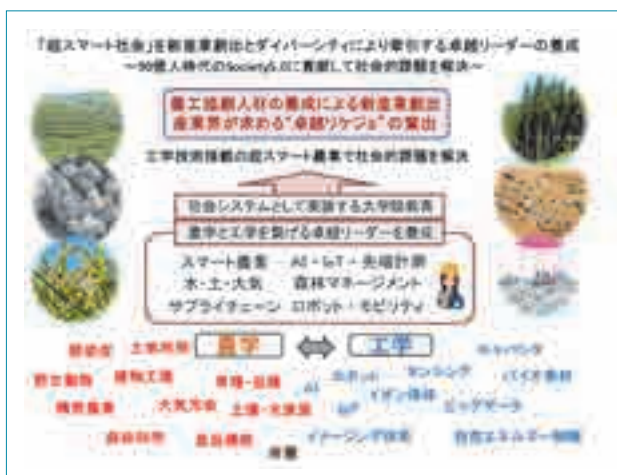 「超スマート社会」を新産業創出とダイバーシティにより牽引する卓越リーダーの養成
～90億人時代のSociety5.0に貢献して社会的課題を解決～
農工協創人材の養成による新産業創出
産業界が求める“卓越リケジョ”の輩出
工学技術搭載の超スマート農業で社会的課題を解決
社会システムとして実装する大学院教育
農学と工学を繋げる卓越リーダーを養成
スマート農業 AI・IoT・先端計測
水・土・大気 森林マネージメント
サプライチェーン ロボット・モビリティ
農学 工学
キャパシタ
野生動物 植物工場 育種・品種 AI ロボット センシング バイオ素材
精密農業 大気汚染 土壌・水保全 IoT イオン液体 ビッグデータ
森林科学 イメージング技術 自然エネルギー制御